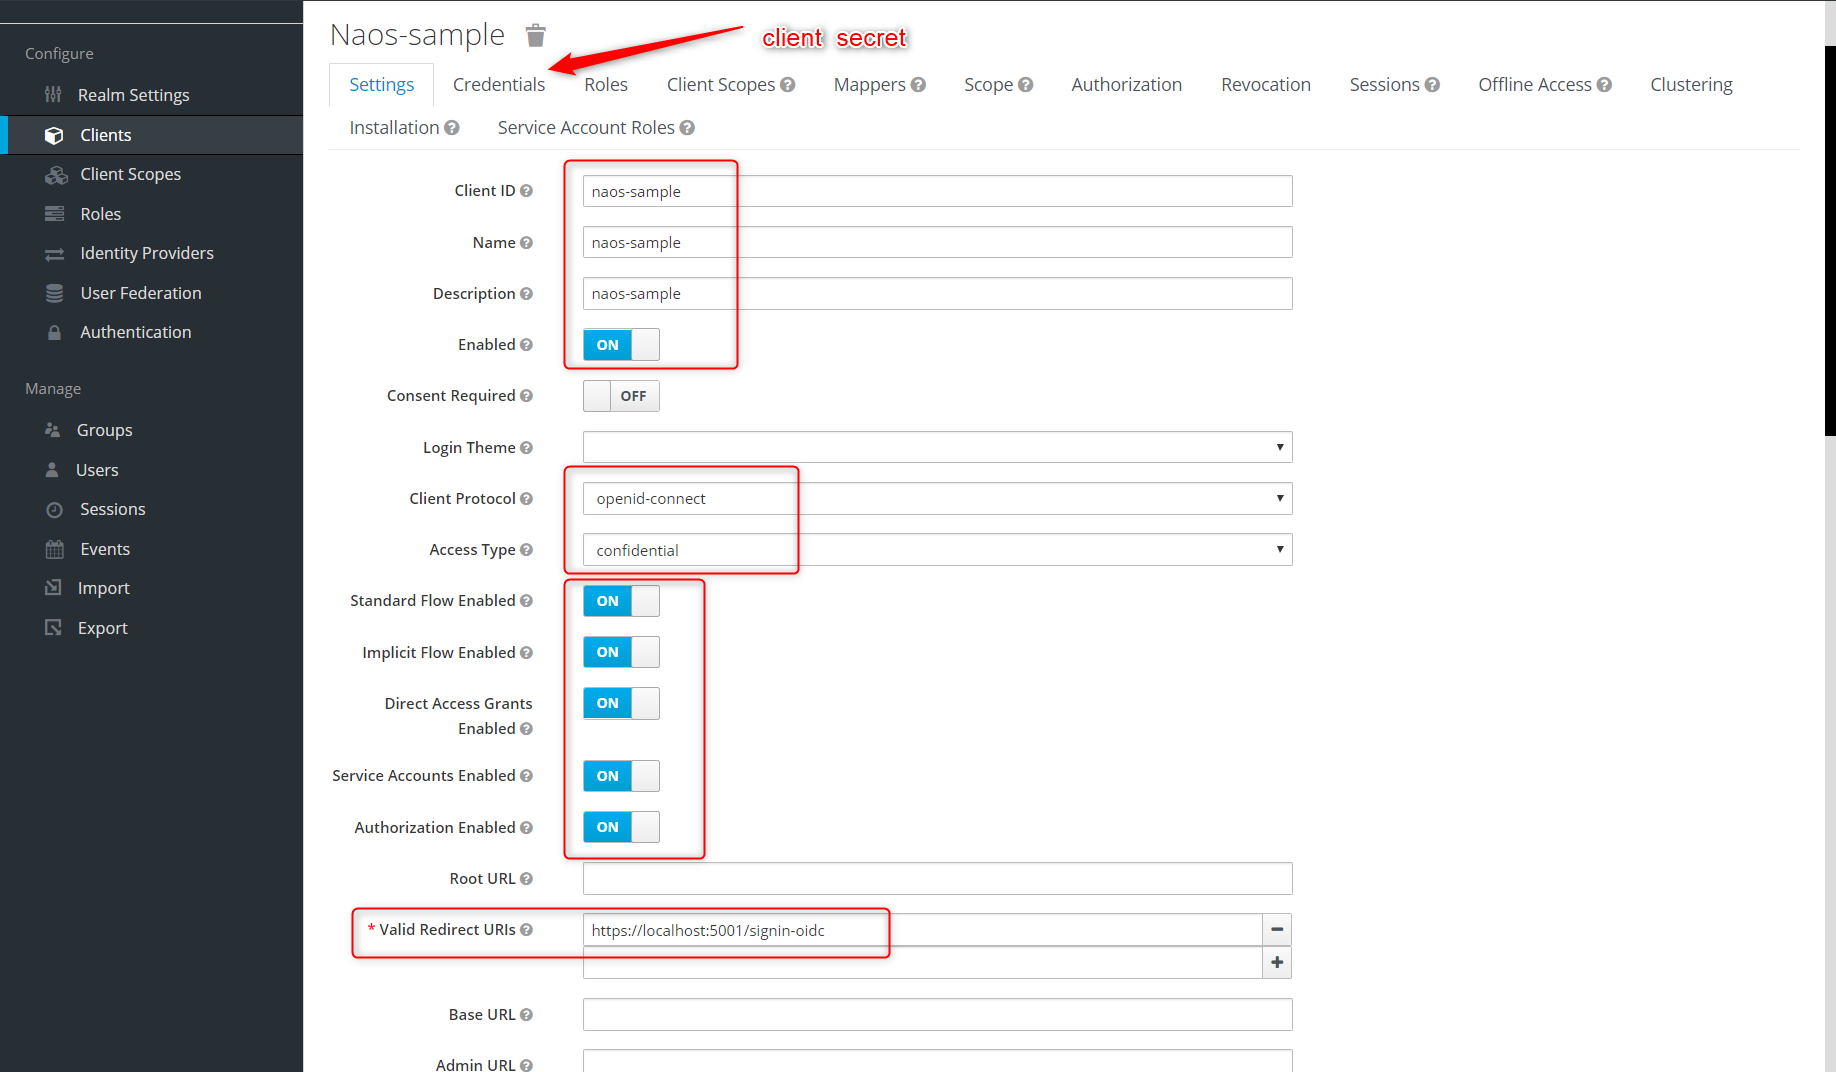 Configure
Realm Settings
Clients
Client Scopes
Roles
Identity Providers
User Federation
Authentication
Manage
Groups
Users
Sessions
Events
Import
Export
Naos-sample
client secret
Settings Credentials Roles Client Scopes Mappers Scope Authorization Revocation Sessions Offline Access Clustering
Installation Service Account Roles
Client ID naos-sample
Name naos-sample
Description naos-sample
Enabled ON
Consent Required OFF
Login Theme
Client Protocol openid-connect
Access Type confidential
Standard Flow Enabled ON
Implicit Flow Enabled ON
Direct Access Grants ON
Enabled
Service Accounts Enabled ON
Authorization Enabled ON
Root URL
* Valid Redirect URIs https://localhost:5001/signin-oidc
Base URL
Admin URL